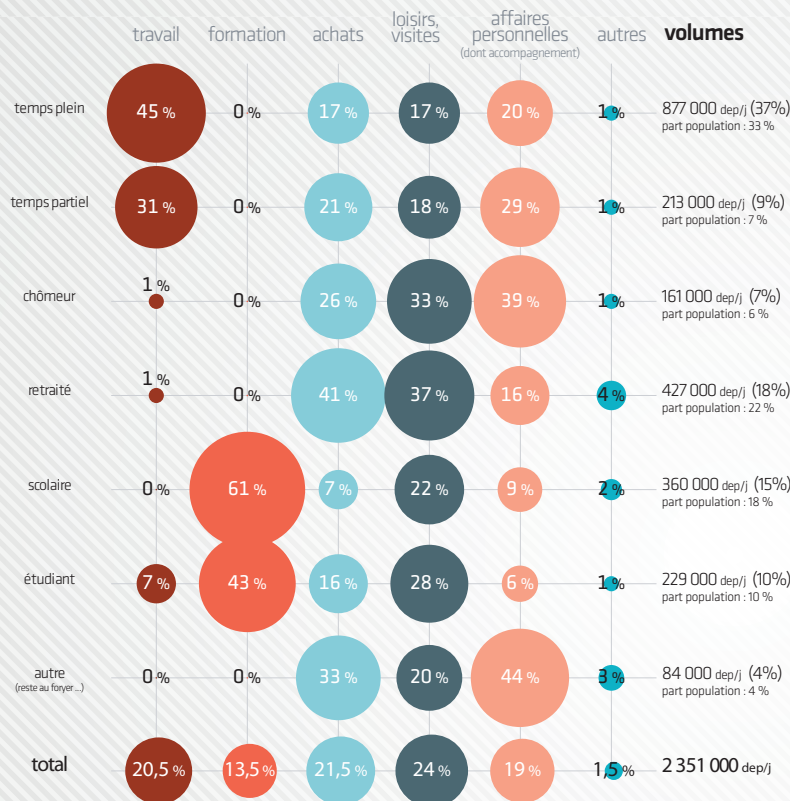 travail formation achats loisirs, visites affaires personnelles (dont accompagnement) autres volumes
temps plein 45 % 0 % 17 % 17 % 20 % 1 % 877 000 dep/j (37%)
part population : 33 %
temps partiel 31 % 0 % 21 % 18 % 29 % 1 % 213 000 dep/j (9%)
part population : 7 %
chômeur 1 % 0 % 26 % 33 % 39 % 1 % 161 000 dep/j (7%)
part population : 6 %
retraité 1 % 0 % 41 % 37 % 16 % 4 % 427 000 dep/j (18%)
part population : 22 %
scolaire 0 % 61 % 7 % 22 % 9 % 2 % 360 000 dep/j (15%)
part population : 18 %
étudiant 7 % 43 % 16 % 28 % 6 % 1 % 229 000 dep/j (10%)
part population : 10 %
autre 0 % 0 % 33 % 20 % 44 % 3 % 84 000 dep/j (4%)
(reste au foryer ...) part population : 4 %
total 20,5 % 13,5 % 21,5 % 24 % 19 % 1,5 % 2 351 000 dep/j